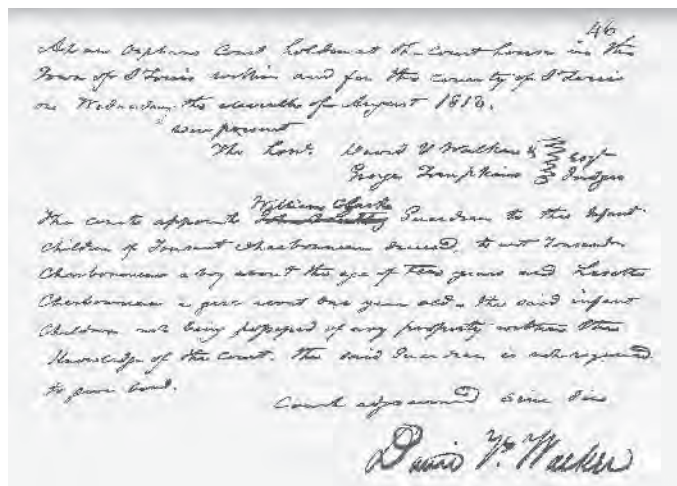 46
At an Orphans Court holden at the Court house in the
Town of St Louis within and for the county of St Louis
on Wednesday the eleventh of August 1813.
were present
The Honl. David V Walker & Esqr
George Tompkins Judges
William Clarke
The court appoints Guardian to the infant
Children of Tousant Charbonneau deceased, to wit Tousant
Charbonneau a boy about the age of Ten years and Lisette
Charbonneau a girl about one year old. The said infant
Children not being possessed of any property within the
Knowledge of the court. The said Guardian is not required
to give bond.
Court adjourned Sine Die
David V. Walker